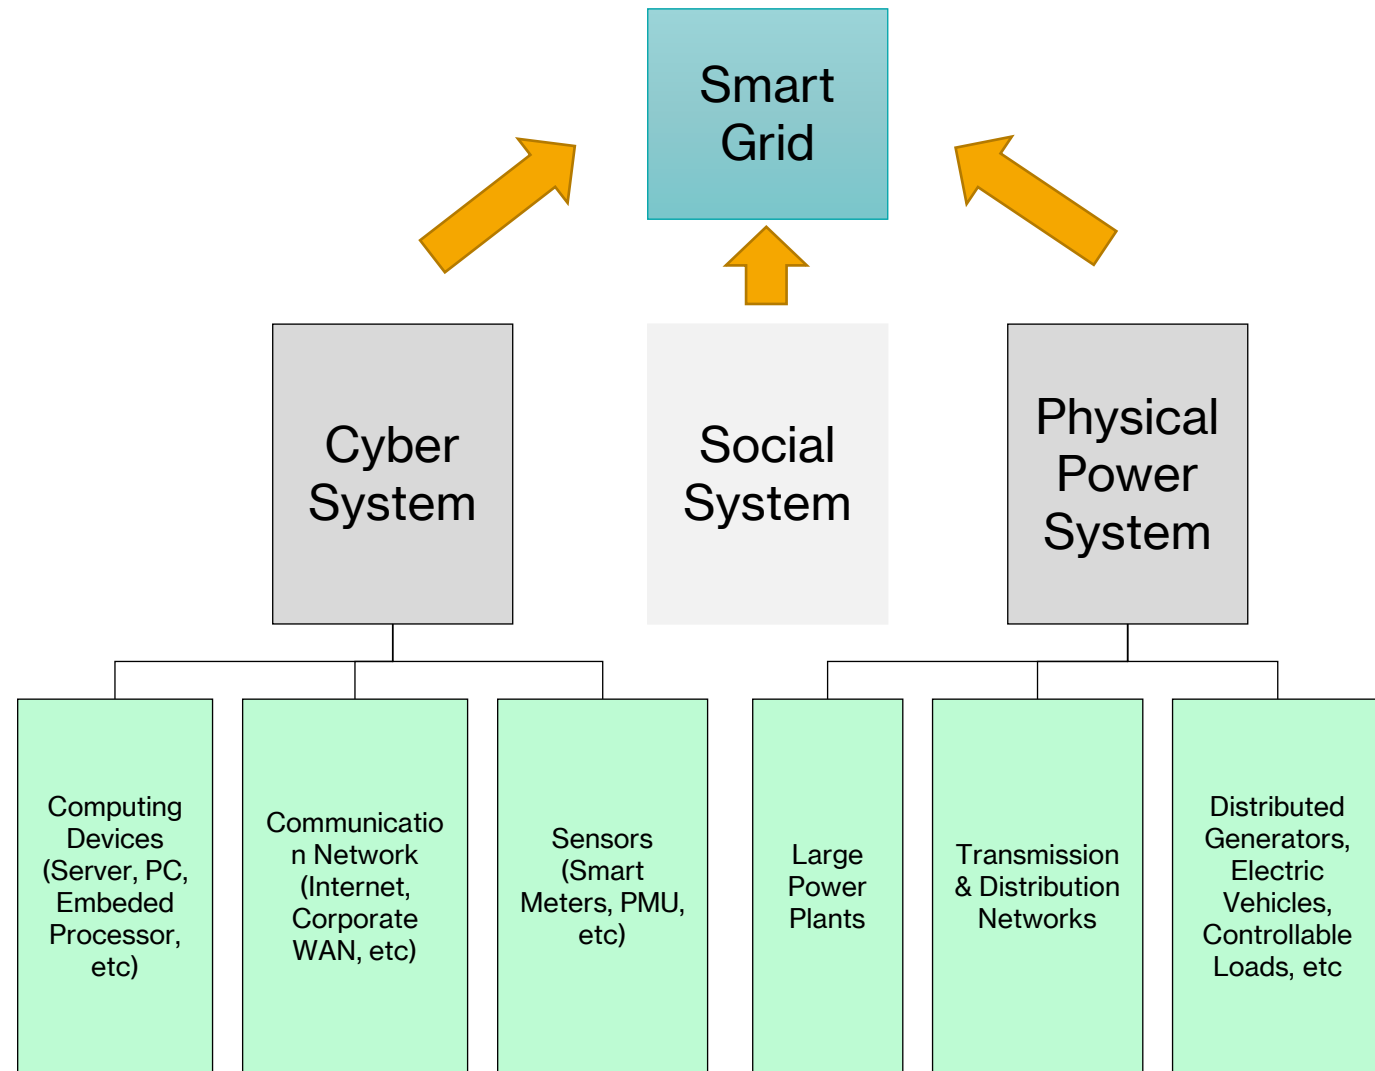 Smart
Grid
Cyber
System
Social
System
Physical
Power
System
Computing
Devices
(Server, PC,
Embeded
Processor,
etc)
Communicatio
n Network
(Internet,
Corporate
WAN, etc)
Sensors
(Smart
Meters, PMU,
etc)
Large
Power
Plants
Transmission
& Distribution
Networks
Distributed
Generators,
Electric
Vehicles,
Controllable
Loads, etc